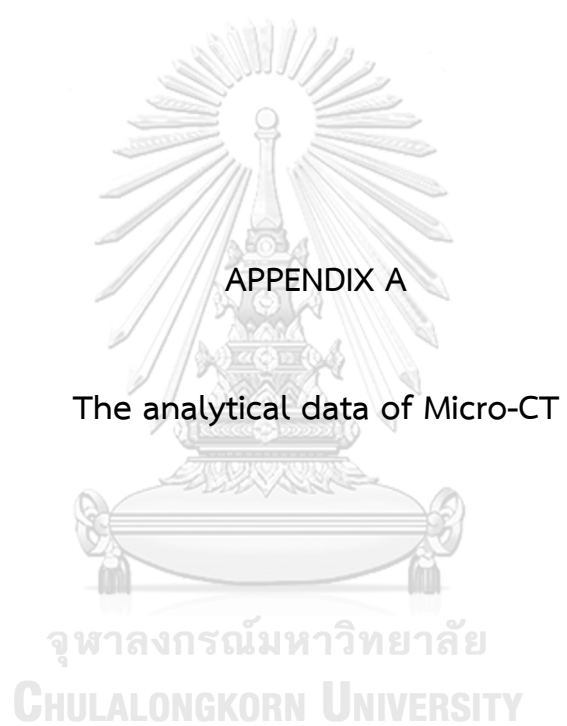 APPENDIX A
The analytical data of Micro-CT
จุฬาลงกรณ์มหาวิทยาลัย
CHULALONGKORN UNIVERSITY